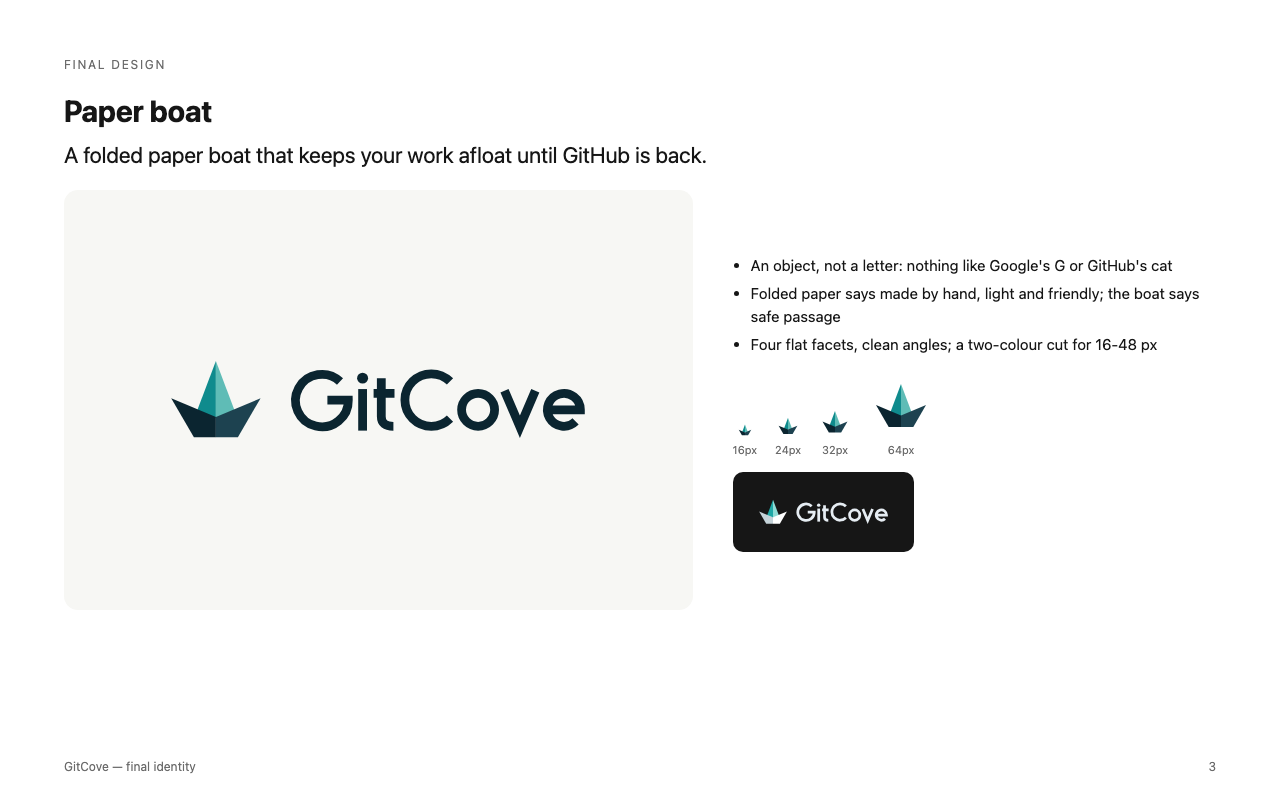 FINAL DESIGN
Paper boat
A folded paper boat that keeps your work afloat until GitHub is back.
GitCove
• An object, not a letter: nothing like Google's G or GitHub's cat
• Folded paper says made by hand, light and friendly; the boat says
safe passage
• Four flat facets, clean angles; a two-colour cut for 16-48 px
16px 24px 32px 64px
GitCove
GitCove — final identity
3